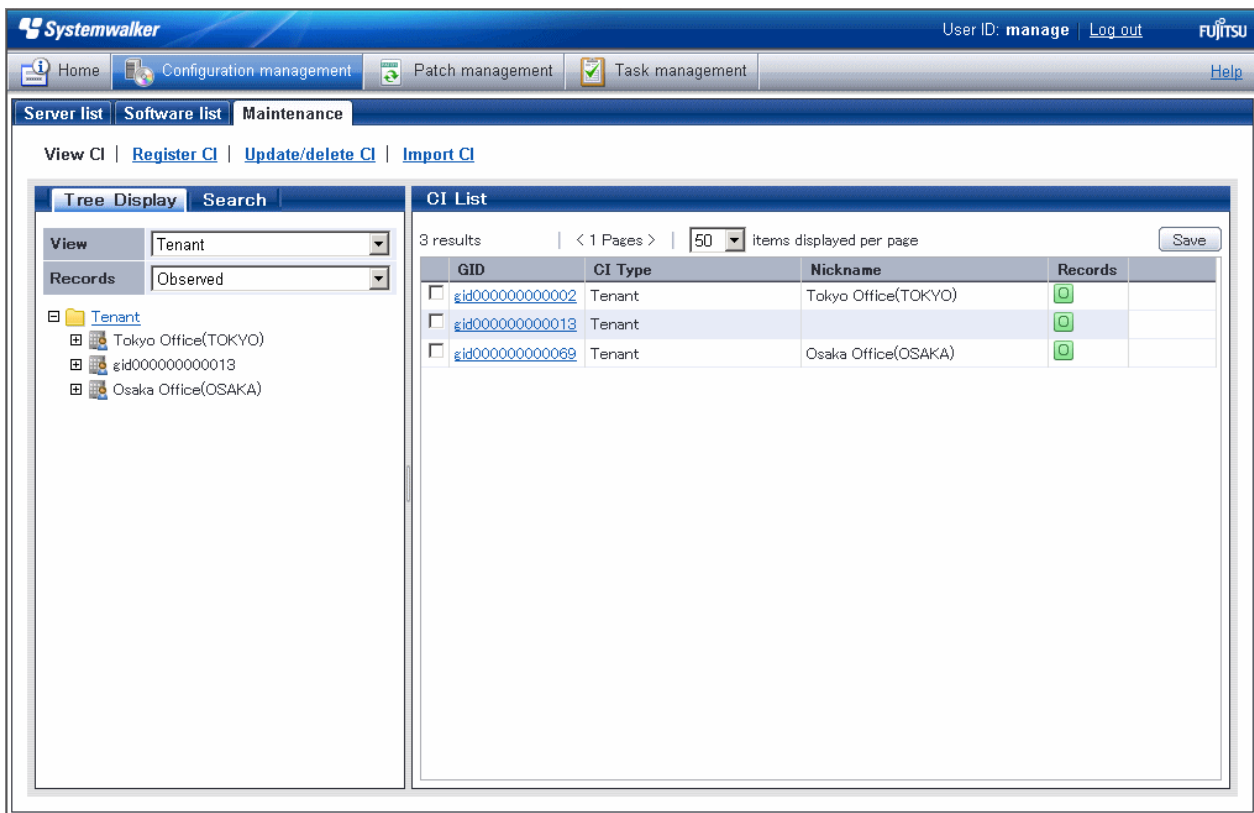 Systemwalker User ID: manage | Log out FUJITSU
Home Configuration management Patch management Task management Help
Server list Software list Maintenance
View CI | Register CI | Update/delete CI | Import CI
Tree Display Search
View Tenant
Records Observed
Tenant
Tokyo Office(TOKYO)
gid000000000013
Osaka Office(OSAKA)
CI List
3 results | < 1 Pages > | 50 items displayed per page Save
GID CI Type Nickname Records
gid000000000002 Tenant Tokyo Office(TOKYO) O
gid000000000013 Tenant O
gid000000000069 Tenant Osaka Office(OSAKA) O